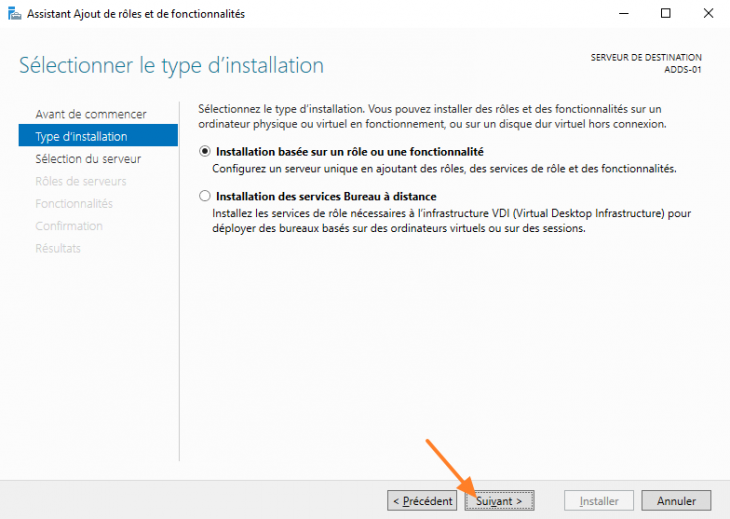 Assistant Ajout de rôles et de fonctionnalités
Sélectionner le type d’installation
SERVEUR DE DESTINATION
ADDS-01
Avant de commencer
Type d’installation
Sélection du serveur
Rôles de serveurs
Fonctionnalités
Confirmation
Résultats
Sélectionnez le type d’installation. Vous pouvez installer des rôles et des fonctionnalités sur un
ordinateur physique ou virtuel en fonctionnement, ou sur un disque dur virtuel hors connexion.
Installation basée sur un rôle ou une fonctionnalité
Configurez un serveur unique en ajoutant des rôles, des services de rôle et des fonctionnalités.
Installation des services Bureau à distance
Installez les services de rôle nécessaires à l’infrastructure VDI (Virtual Desktop Infrastructure) pour
déployer des bureaux basés sur des ordinateurs virtuels ou sur des sessions.
< Précédent
Suivant >
Installer
Annuler